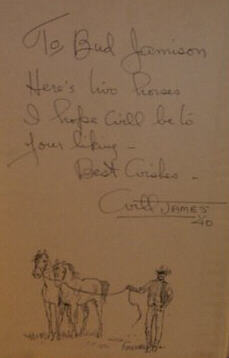 To Bud Jamison
Here's two horses
I hope will be to
your liking -
Best Wishes -
Will JAMES
40